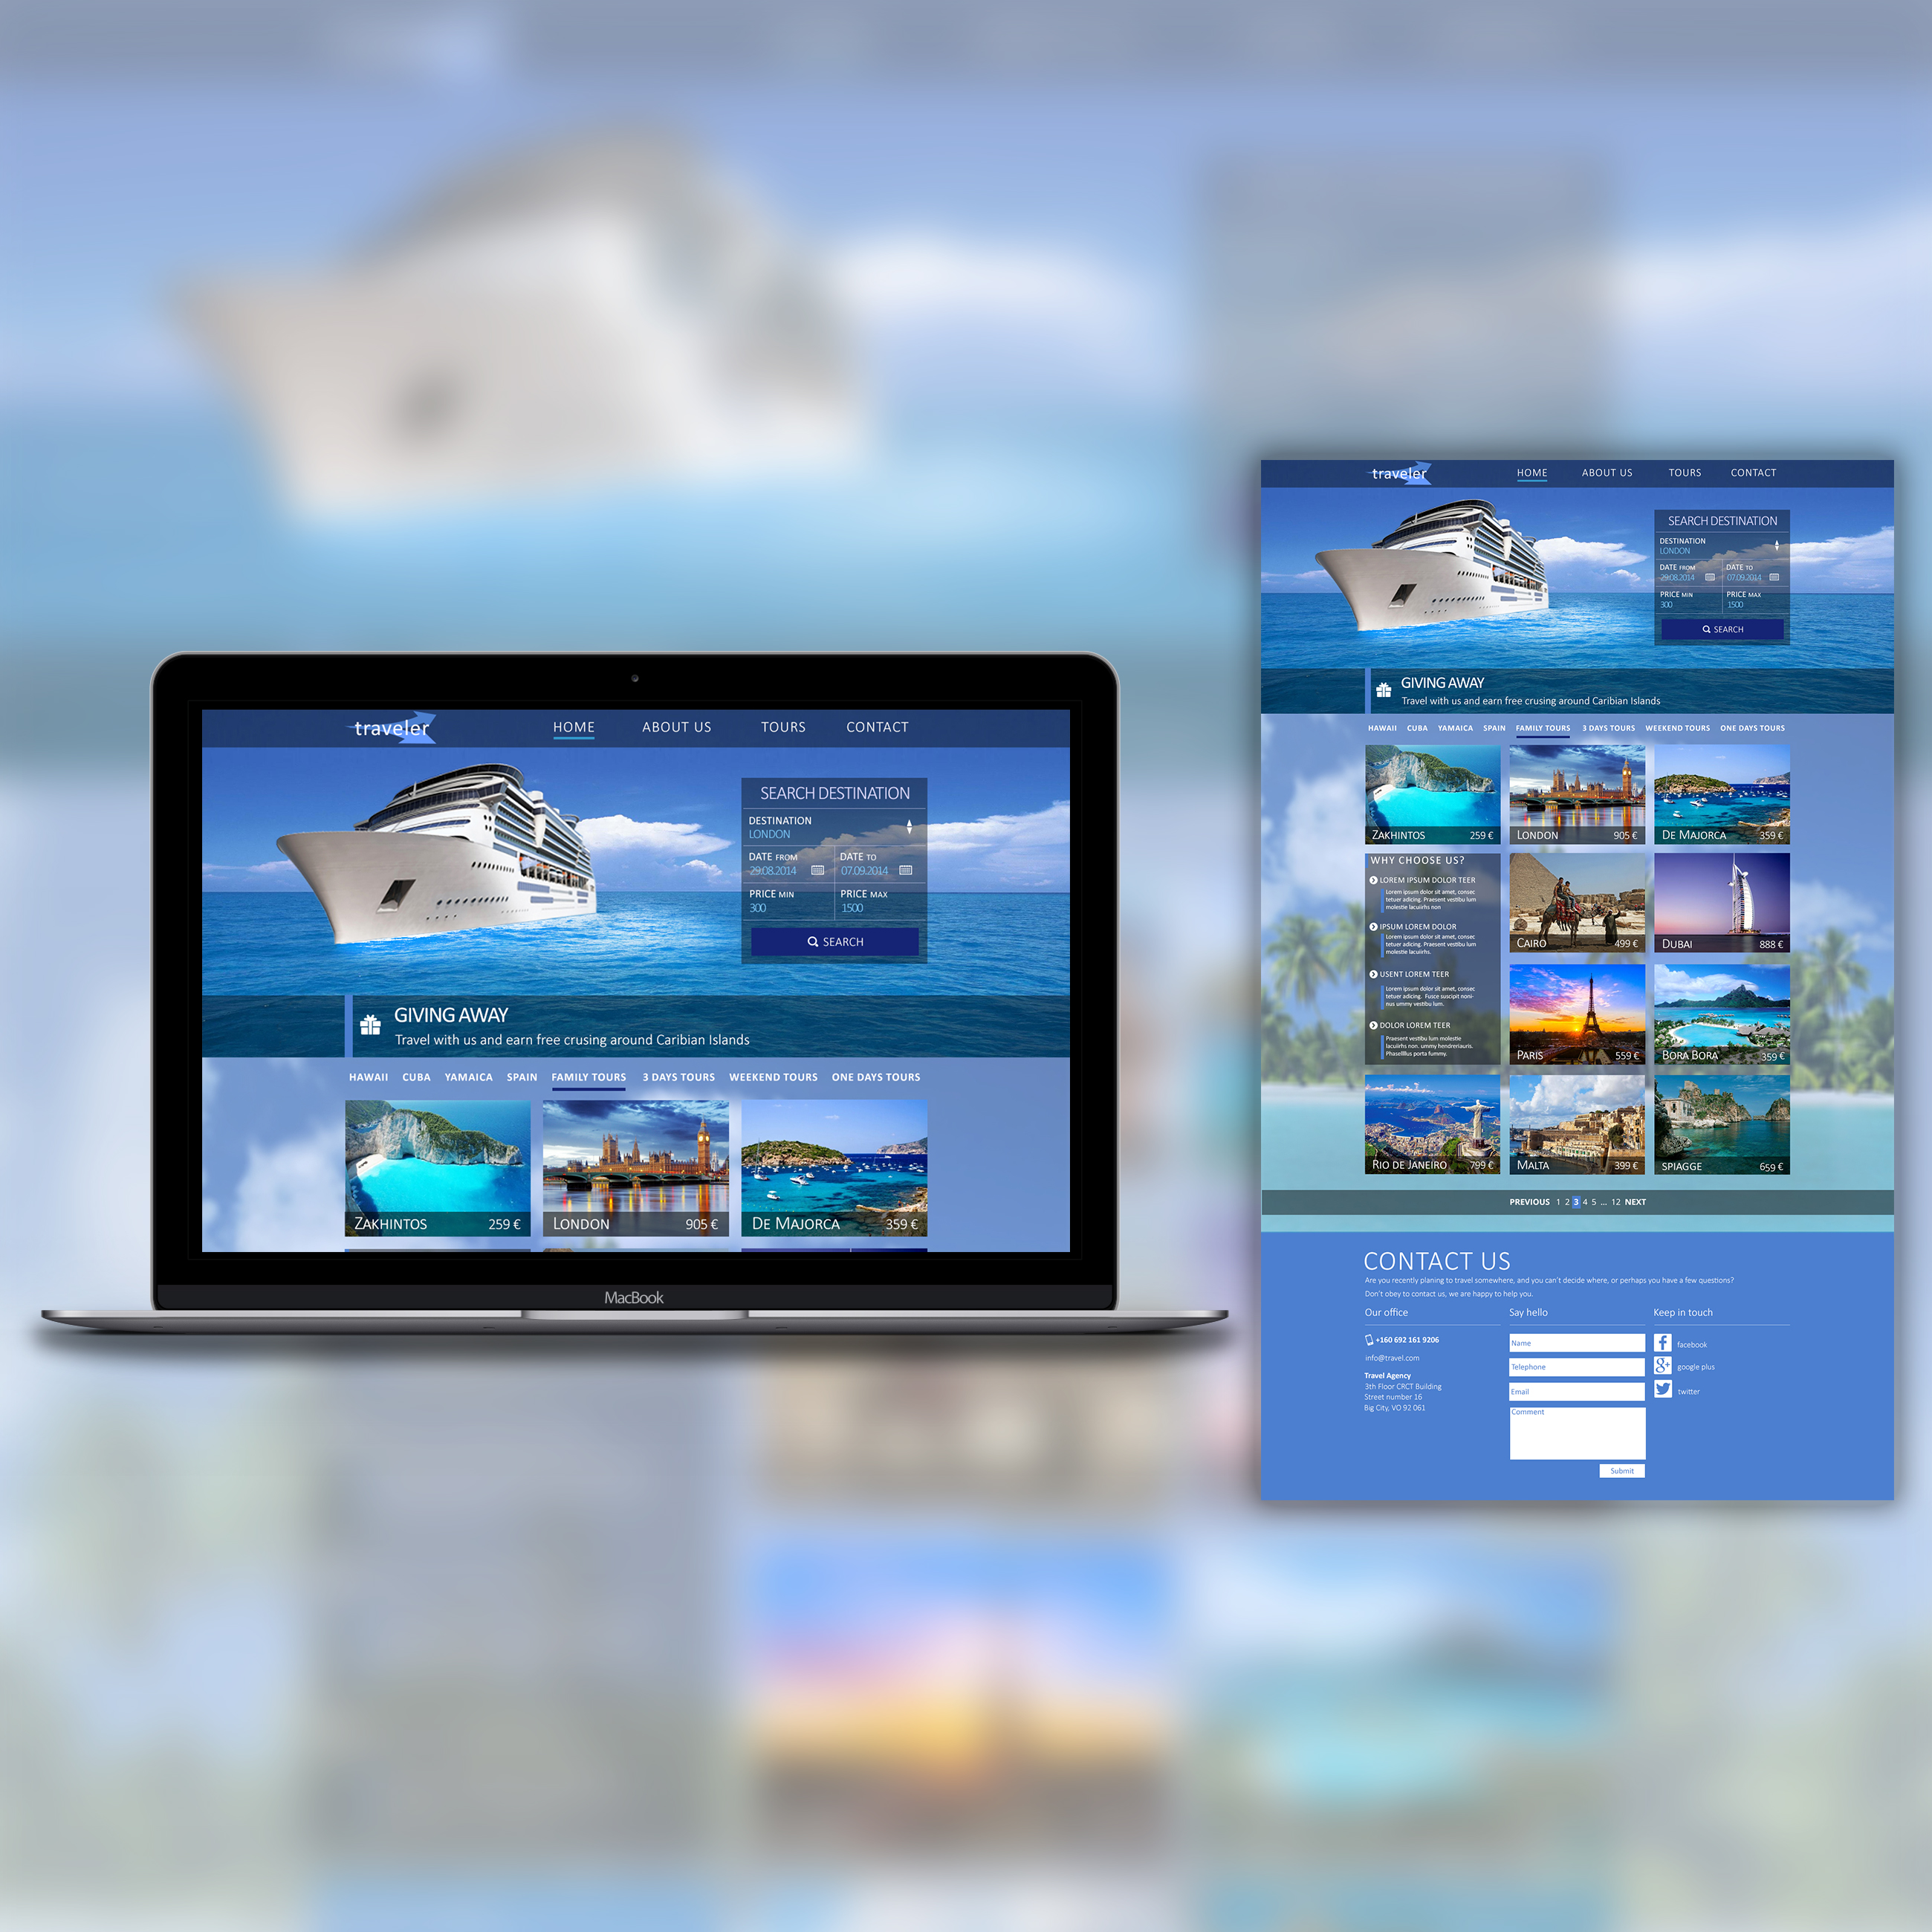 traveler
HOME ABOUT US TOURS CONTACT
SEARCH DESTINATION
DESTINATION
LONDON
DATE FROM DATE TO
29.08.2014 07.09.2014
PRICE MIN PRICE MAX
300 1500
SEARCH
GIVING AWAY
Travel with us and earn free crusing around Caribian Islands
HAWAII CUBA YAMAICA SPAIN FAMILY TOURS 3 DAYS TOURS WEEKEND TOURS ONE DAYS TOURS
ZAKHINTOS 259 €
LONDON 905 €
DE MAJORCA 359 €
MacBook
traveler
HOME ABOUT US TOURS CONTACT
SEARCH DESTINATION
DESTINATION
LONDON
DATE FROM DATE TO
29.08.2014 07.09.2014
PRICE MIN PRICE MAX
300 1500
SEARCH
GIVING AWAY
Travel with us and earn free crusing around Caribian Islands
HAWAII CUBA YAMAICA SPAIN FAMILY TOURS 3 DAYS TOURS WEEKEND TOURS ONE DAYS TOURS
ZAKHINTOS 259 €
LONDON 905 €
DE MAJORCA 359 €
WHY CHOOSE US?
LOREM IPSUM DOLOR TEER
Lorem ipsum dolor sit amet, consec
tetuer adicing. Praesent vestibu lum
molestie lacuiirhs non
IPSUM LOREM DOLOR
Lorem ipsum dolor sit amet, consec
tetuer adicing. Praesent vestibu lum
molestie lacuiirhs.
USENT LOREM TEER
Lorem ipsum dolor sit amet, consec
tetuer adicing. Fusce suscipit noni-
nus ummy vestibu lum.
DOLOR LOREM TEER
Praesent vestibu lum molestie
lacuiirhs non. ummy hendreriauris.
Phasellllus porta fummy.
CAIRO 499 €
DUBAI 888 €
PARIS 559 €
BORA BORA 359 €
RIO DE JANEIRO 799 €
MALTA 399 €
SPIAGGE 659 €
PREVIOUS 1 2 3 4 5 ... 12 NEXT
CONTACT US
Are you recently planing to travel somewhere, and you can't decide where, or perhaps you have a few questions?
Don't obey to contact us, we are happy to help you.
Our office
+160 692 161 9206
info@travel.com
Travel Agency
3th Floor CRCT Building
Street number 16
Big City, VO 92 061
Say hello
Name
Telephone
Email
Comment
Submit
Keep in touch
facebook
google plus
twitter